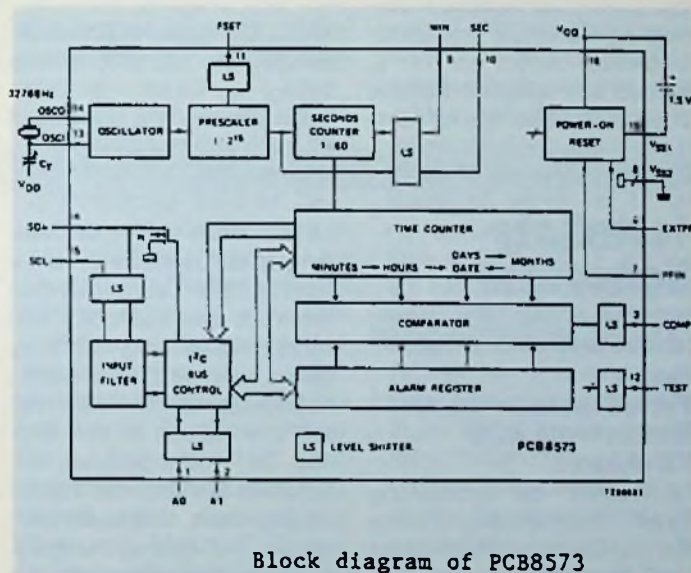 FSET
MIN SEC
VDD
11 9 10 16
LS
32768Hz
1,5 V
OSCO 14
OSCI 13
OSCILLATOR
PRESCALER
1 : 2¹⁵
SECONDS
COUNTER
1 : 60
LS
POWER-ON
RESET
15
VSS1
8
VSS2
CT
VDD
SDA
SCL
N
6 EXTPF
7 PFIN
TIME COUNTER
DAYS
MINUTES HOURS DATE MONTHS
LS
COMPARATOR
LS 3 COMP
INPUT
FILTER
I²C
BUS
CONTROL
ALARM REGISTER
LS 12 TEST
LS
LS LEVEL SHIFTER
PCB8573
1 2
A0 A1
Block diagram of PCB8573